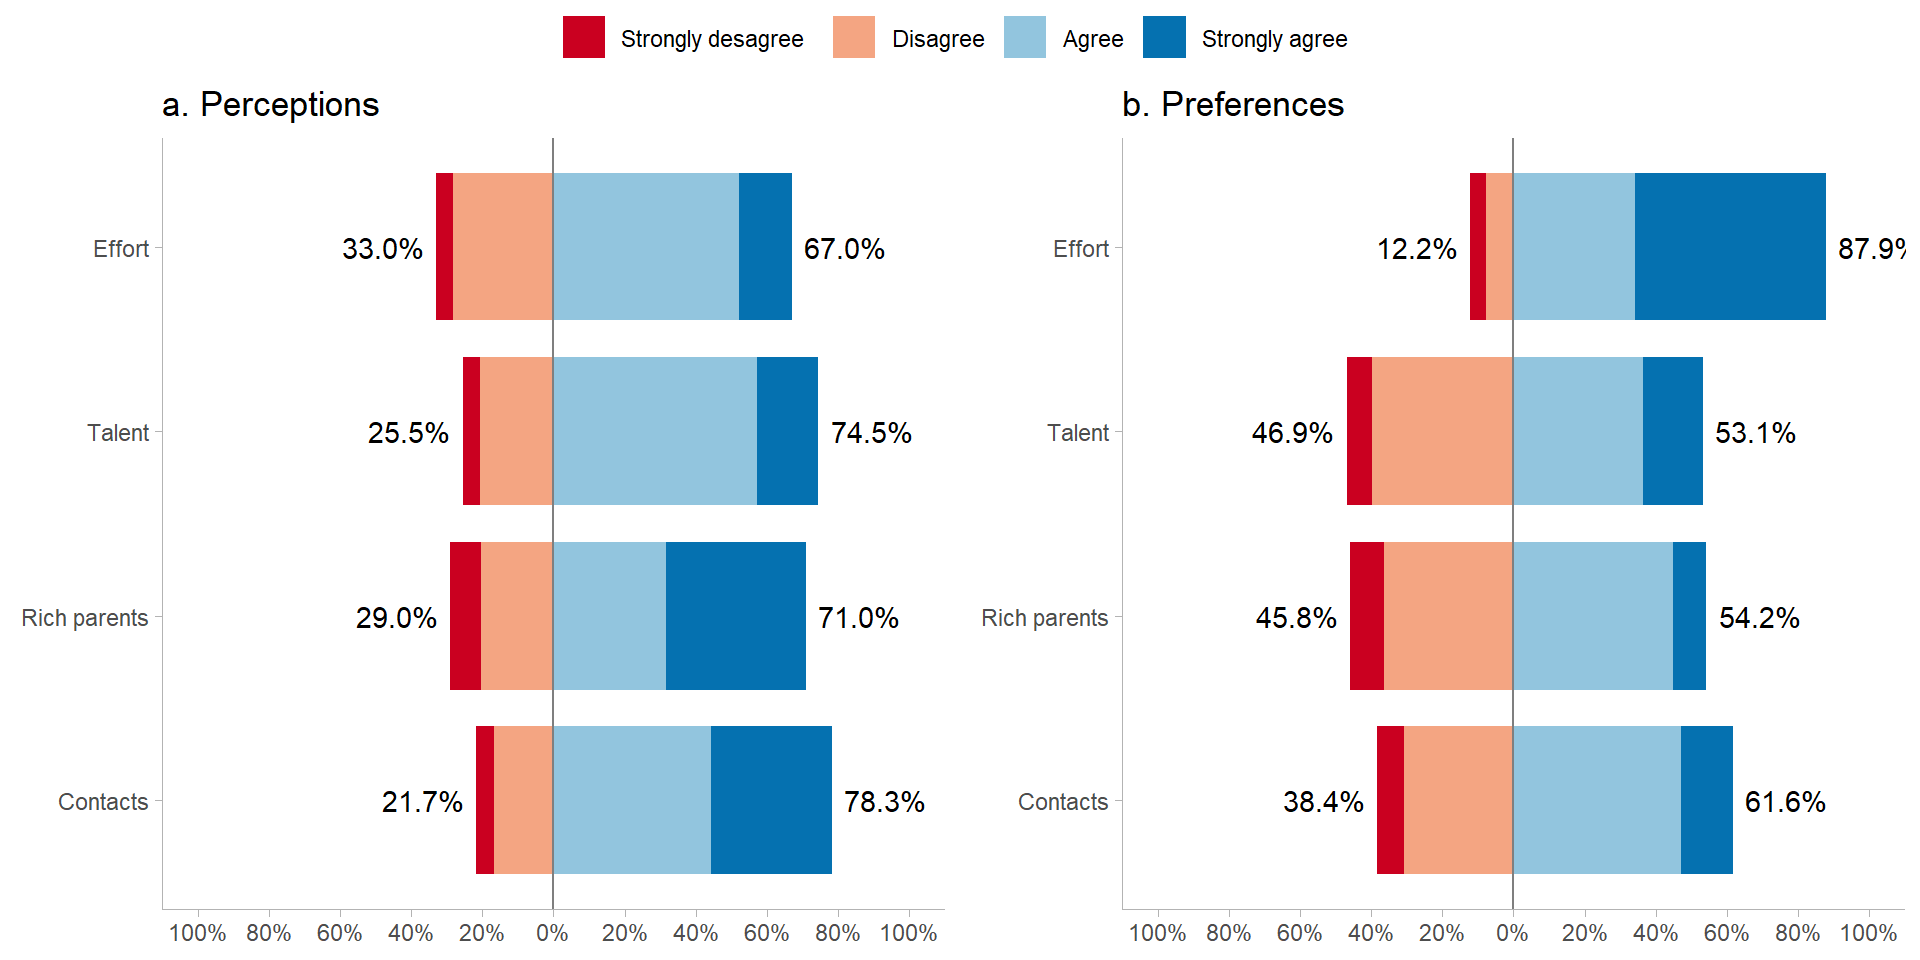 Strongly desagree Disagree Agree Strongly agree
a. Perceptions
Effort 33.0% 67.0%
Talent 25.5% 74.5%
Rich parents 29.0% 71.0%
Contacts 21.7% 78.3%
100% 80% 60% 40% 20% 0% 20% 40% 60% 80% 100%
b. Preferences
Effort 12.2% 87.9%
Talent 46.9% 53.1%
Rich parents 45.8% 54.2%
Contacts 38.4% 61.6%
100% 80% 60% 40% 20% 0% 20% 40% 60% 80% 100%